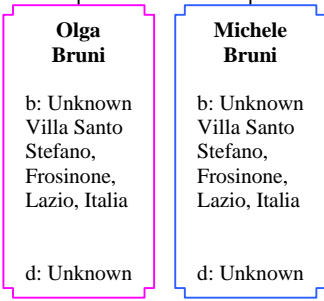 Olga
Bruni
b: Unknown
Villa Santo
Stefano,
Frosinone,
Lazio, Italia
d: Unknown
Michele
Bruni
b: Unknown
Villa Santo
Stefano,
Frosinone,
Lazio, Italia
d: Unknown